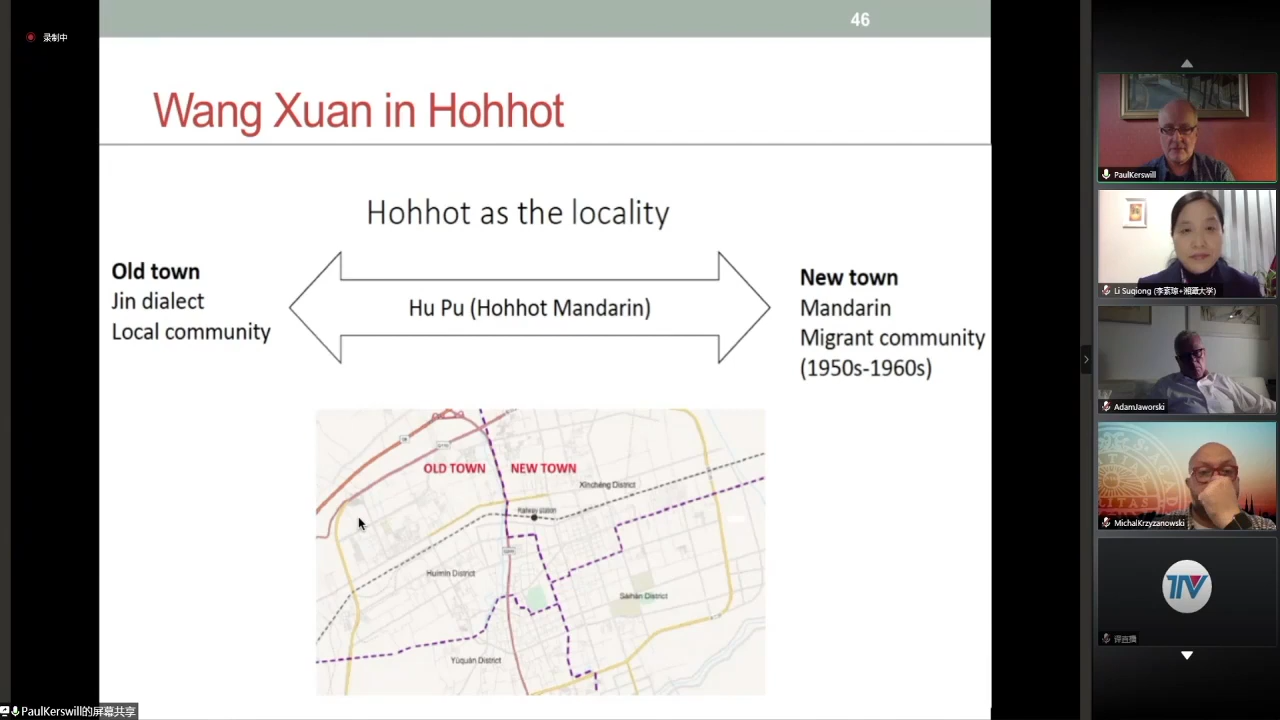 46
录制中
Wang Xuan in Hohhot
Hohhot as the locality
Old town
Jin dialect
Local community
Hu Pu (Hohhot Mandarin)
New town
Mandarin
Migrant community
(1950s-1960s)
OLD TOWN
NEW TOWN
Xincheng District
Railway station
Huimin District
Saihan District
Yuquan District
PaulKerswill
Li Suqiong (李素琼+湘潭大学)
AdamJaworski
MichalKrzyzanowski
TV
PaulKerswill的屏幕共享